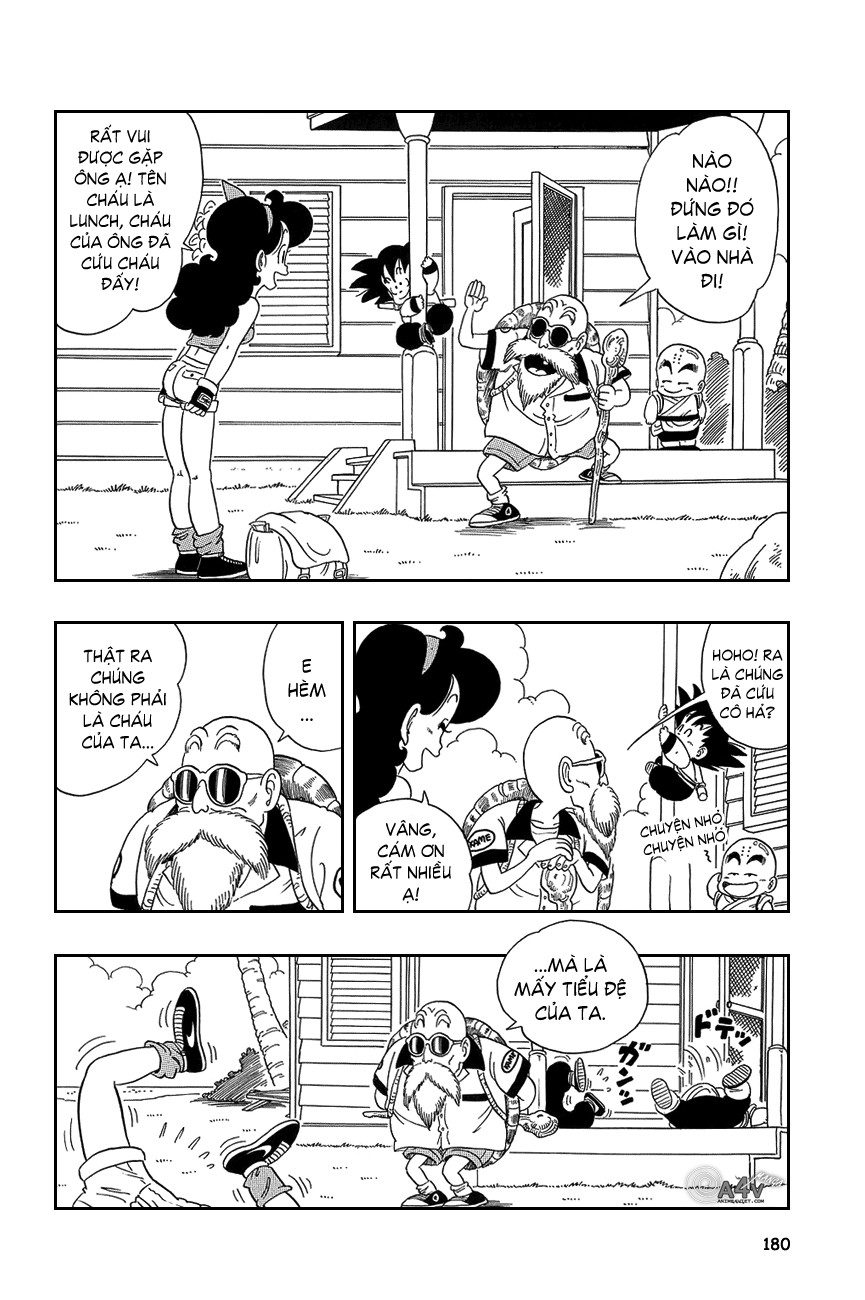 NÀO
NÀO!!
ĐỨNG ĐÓ
LÀM GÌ!
VÀO NHÀ
ĐI!
RẤT VUI
ĐƯỢC GẶP
ÔNG Ạ! TÊN
CHÁU LÀ
LUNCH, CHÁU
CỦA ÔNG ĐÃ
CỨU CHÁU
ĐẤY!
HOHO! RA
LÀ CHÚNG
ĐÃ CỨU
CÔ HẢ?
CHUYỆN NHỎ
CHUYỆN NHỎ
VÂNG,
CÁM ƠN
RẤT NHIỀU
Ạ!
KAME
E
HÈM
...
THẬT RA
CHÚNG
KHÔNG PHẢI
LÀ CHÁU
CỦA TA...
...MÀ LÀ
MẤY TIỂU ĐỆ
CỦA TA.
KAME
ドテッ
ガンッ
A4V
180